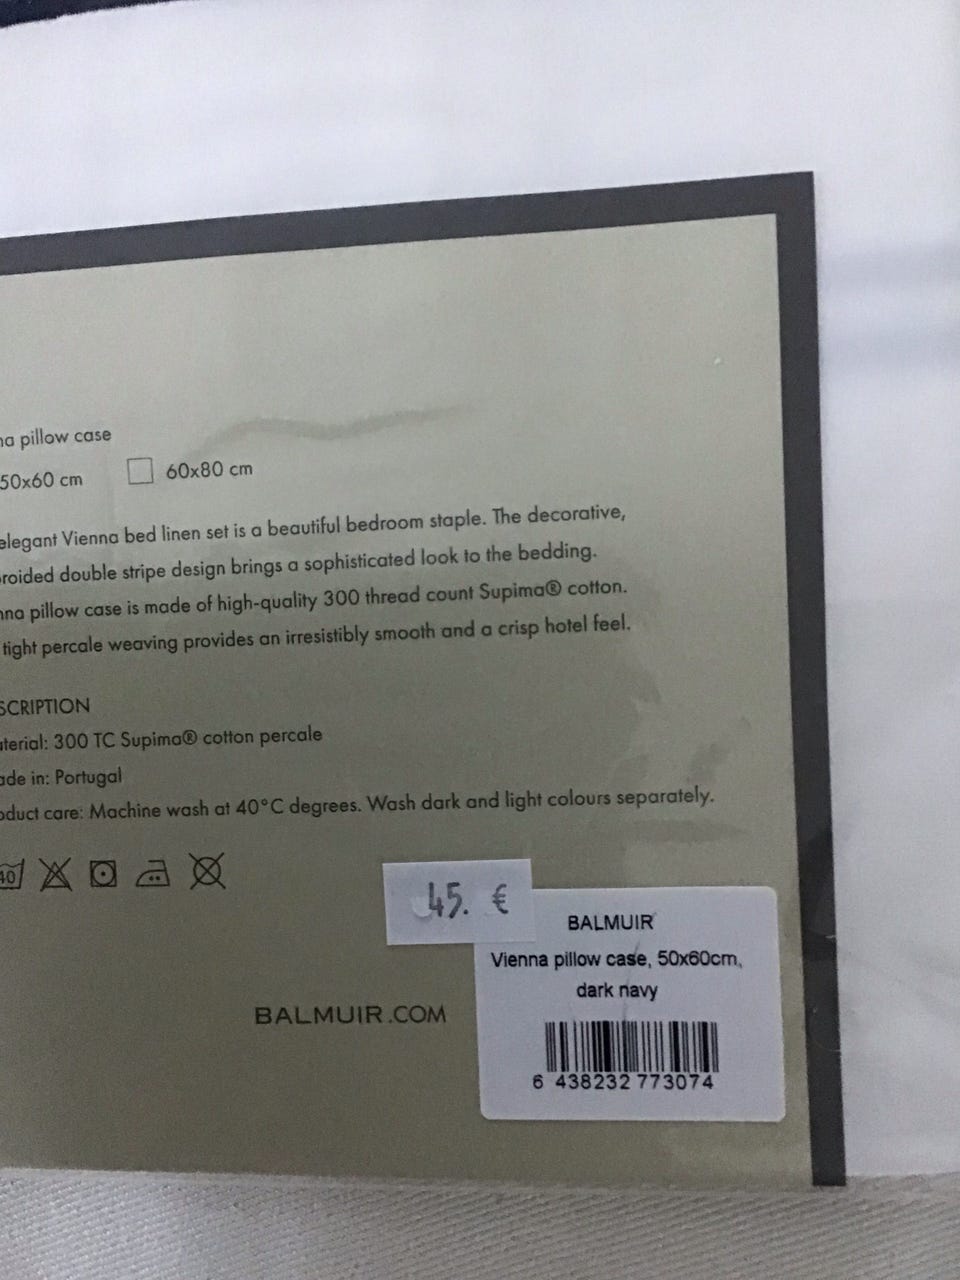 na pillow case
50x60 cm 60x80 cm
elegant Vienna bed linen set is a beautiful bedroom staple. The decorative,
roided double stripe design brings a sophisticated look to the bedding.
nna pillow case is made of high-quality 300 thread count Supima® cotton.
tight percale weaving provides an irresistibly smooth and a crisp hotel feel.
SCRIPTION
aterial: 300 TC Supima® cotton percale
ade in: Portugal
oduct care: Machine wash at 40°C degrees. Wash dark and light colours separately.
40
45. €
BALMUIR
Vienna pillow case, 50x60cm,
dark navy
6 438232 773074
BALMUIR.COM